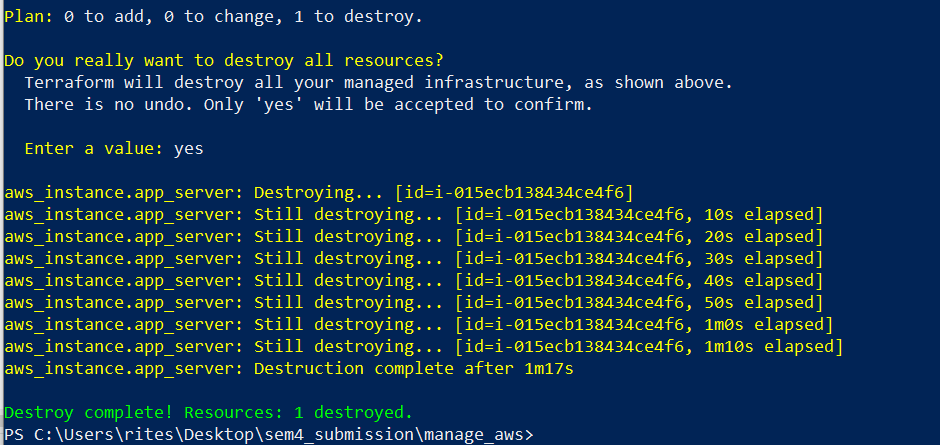 Plan: 0 to add, 0 to change, 1 to destroy.
Do you really want to destroy all resources?
Terraform will destroy all your managed infrastructure, as shown above.
There is no undo. Only 'yes' will be accepted to confirm.
Enter a value: yes
aws_instance.app_server: Destroying... [id=i-015ecb138434ce4f6]
aws_instance.app_server: Still destroying... [id=i-015ecb138434ce4f6, 10s elapsed]
aws_instance.app_server: Still destroying... [id=i-015ecb138434ce4f6, 20s elapsed]
aws_instance.app_server: Still destroying... [id=i-015ecb138434ce4f6, 30s elapsed]
aws_instance.app_server: Still destroying... [id=i-015ecb138434ce4f6, 40s elapsed]
aws_instance.app_server: Still destroying... [id=i-015ecb138434ce4f6, 50s elapsed]
aws_instance.app_server: Still destroying... [id=i-015ecb138434ce4f6, 1m0s elapsed]
aws_instance.app_server: Still destroying... [id=i-015ecb138434ce4f6, 1m10s elapsed]
aws_instance.app_server: Destruction complete after 1m17s
Destroy complete! Resources: 1 destroyed.
PS C:\Users\rites\Desktop\sem4_submission\manage_aws>